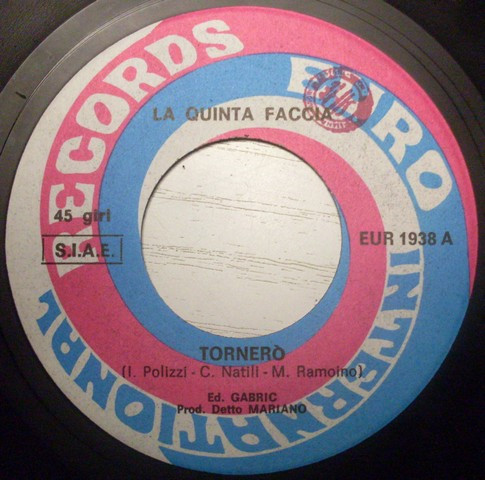 RECORDS
EURO
INTERNATIONAL
LA QUINTA FACCIA
45 giri
S.I.A.E.
EUR 1938 A
TORNERÒ
(I. Polizzi - C. Natili - M. Ramoino)
Ed. GABRIC
Prod. Detto MARIANO